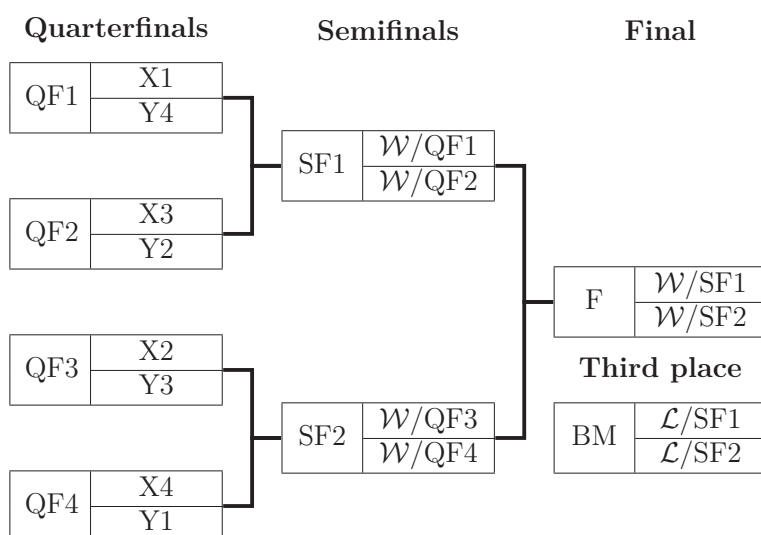 Quarterfinals
QF1
X1
Y4
QF2
X3
Y2
QF3
X2
Y3
QF4
X4
Y1
Semifinals
SF1
𝒲/QF1
𝒲/QF2
SF2
𝒲/QF3
𝒲/QF4
Final
F
𝒲/SF1
𝒲/SF2
Third place
BM
ℒ/SF1
ℒ/SF2